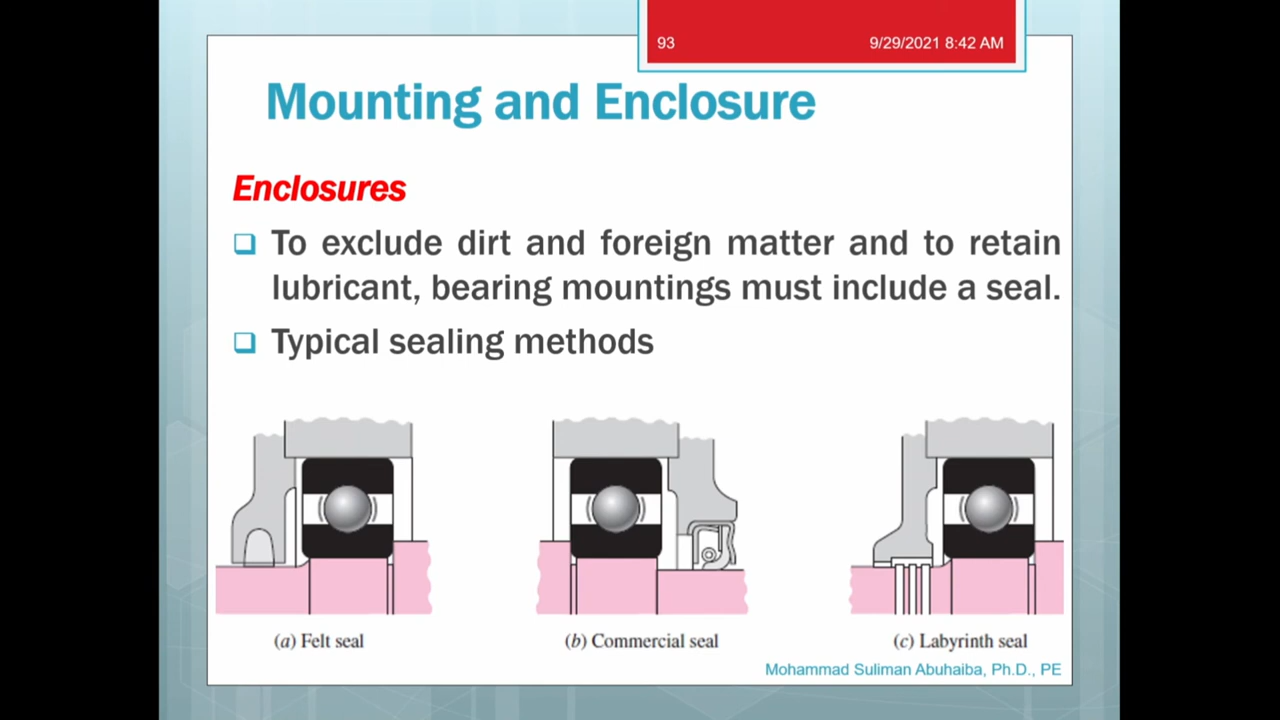 93
9/29/2021 8:42 AM
Mounting and Enclosure
Enclosures
To exclude dirt and foreign matter and to retain
lubricant, bearing mountings must include a seal.
Typical sealing methods
(a) Felt seal
(b) Commercial seal
(c) Labyrinth seal
Mohammad Suliman Abuhaiba, Ph.D., PE